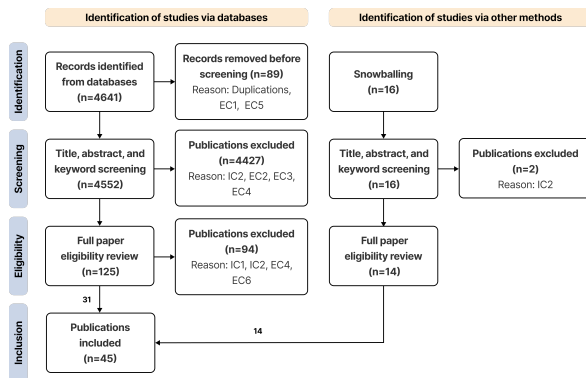 Identification of studies via databases
Identification of studies via other methods
Identification
Records identified
from databases
(n=4641)
Records removed before
screening (n=89)
Reason: Duplications,
EC1, EC5
Snowballing
(n=16)
Screening
Title, abstract, and
keyword screening
(n=4552)
Publications excluded
(n=4427)
Reason: IC2, EC2, EC3,
EC4
Title, abstract, and
keyword screening
(n=16)
Publications excluded
(n=2)
Reason: IC2
Eligibility
Full paper
eligibility review
(n=125)
Publications excluded
(n=94)
Reason: IC1, IC2, EC4,
EC6
Full paper
eligibility review
(n=14)
31
14
Inclusion
Publications
included
(n=45)